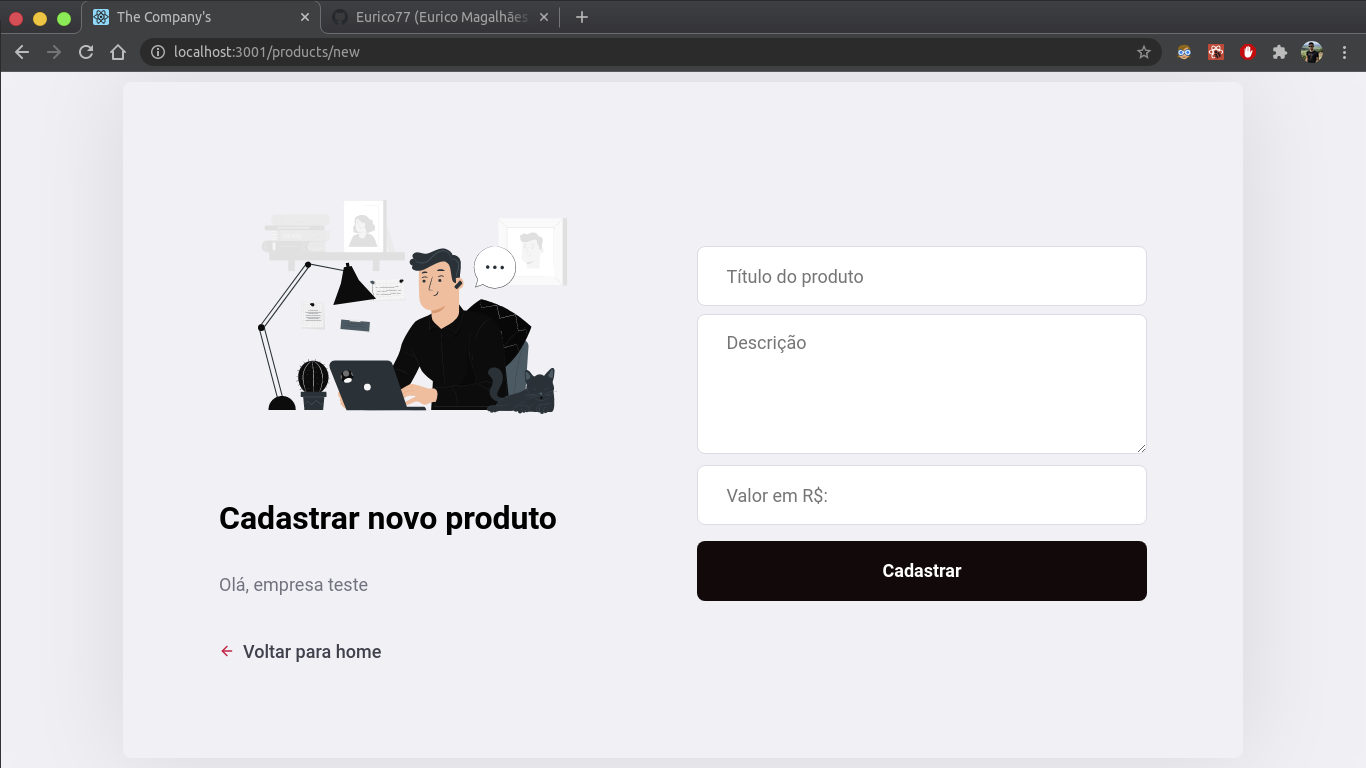 The Company's
Eurico77 (Eurico Magalhães
localhost:3001/products/new
Título do produto
Descrição
Valor em R$:
Cadastrar
Cadastrar novo produto
Olá, empresa teste
Voltar para home